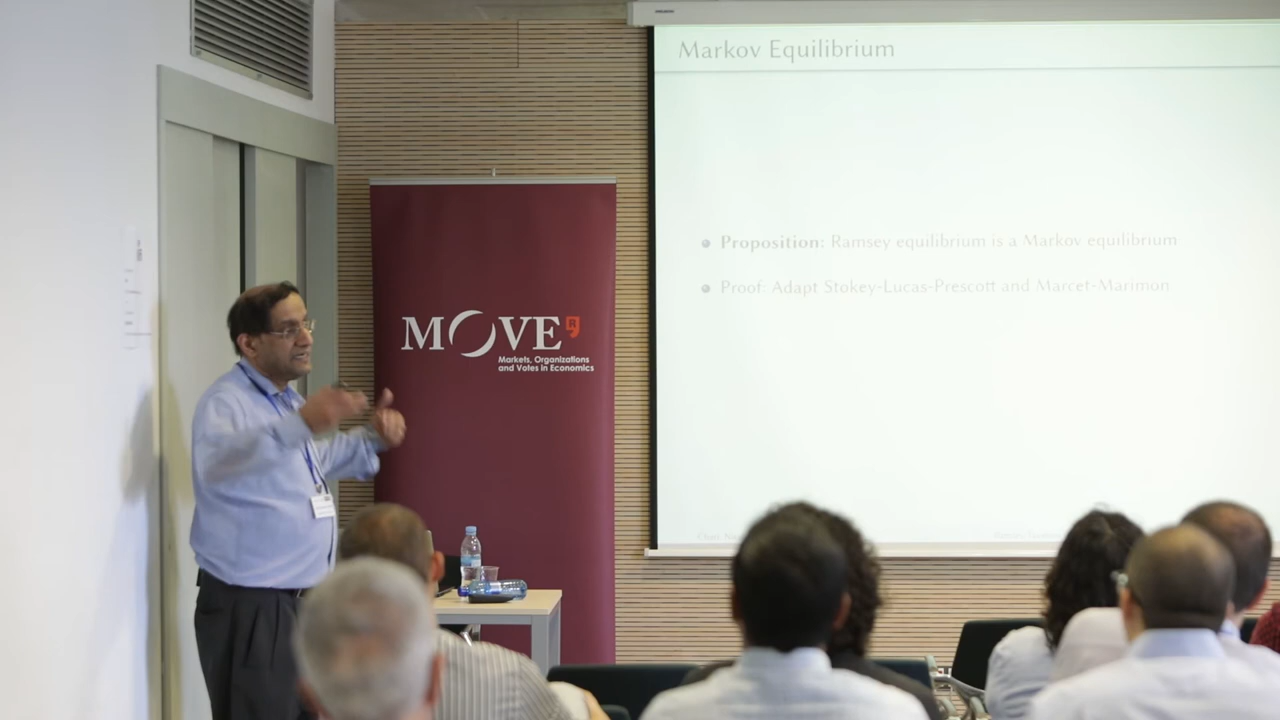 Markov Equilibrium
Proposition: Ramsey equilibrium is a Markov equilibrium
Proof: Adapt Stokey-Lucas-Prescott and Marcet-Marimon
MOVE R
Markets, Organizations
and Votes in Economics